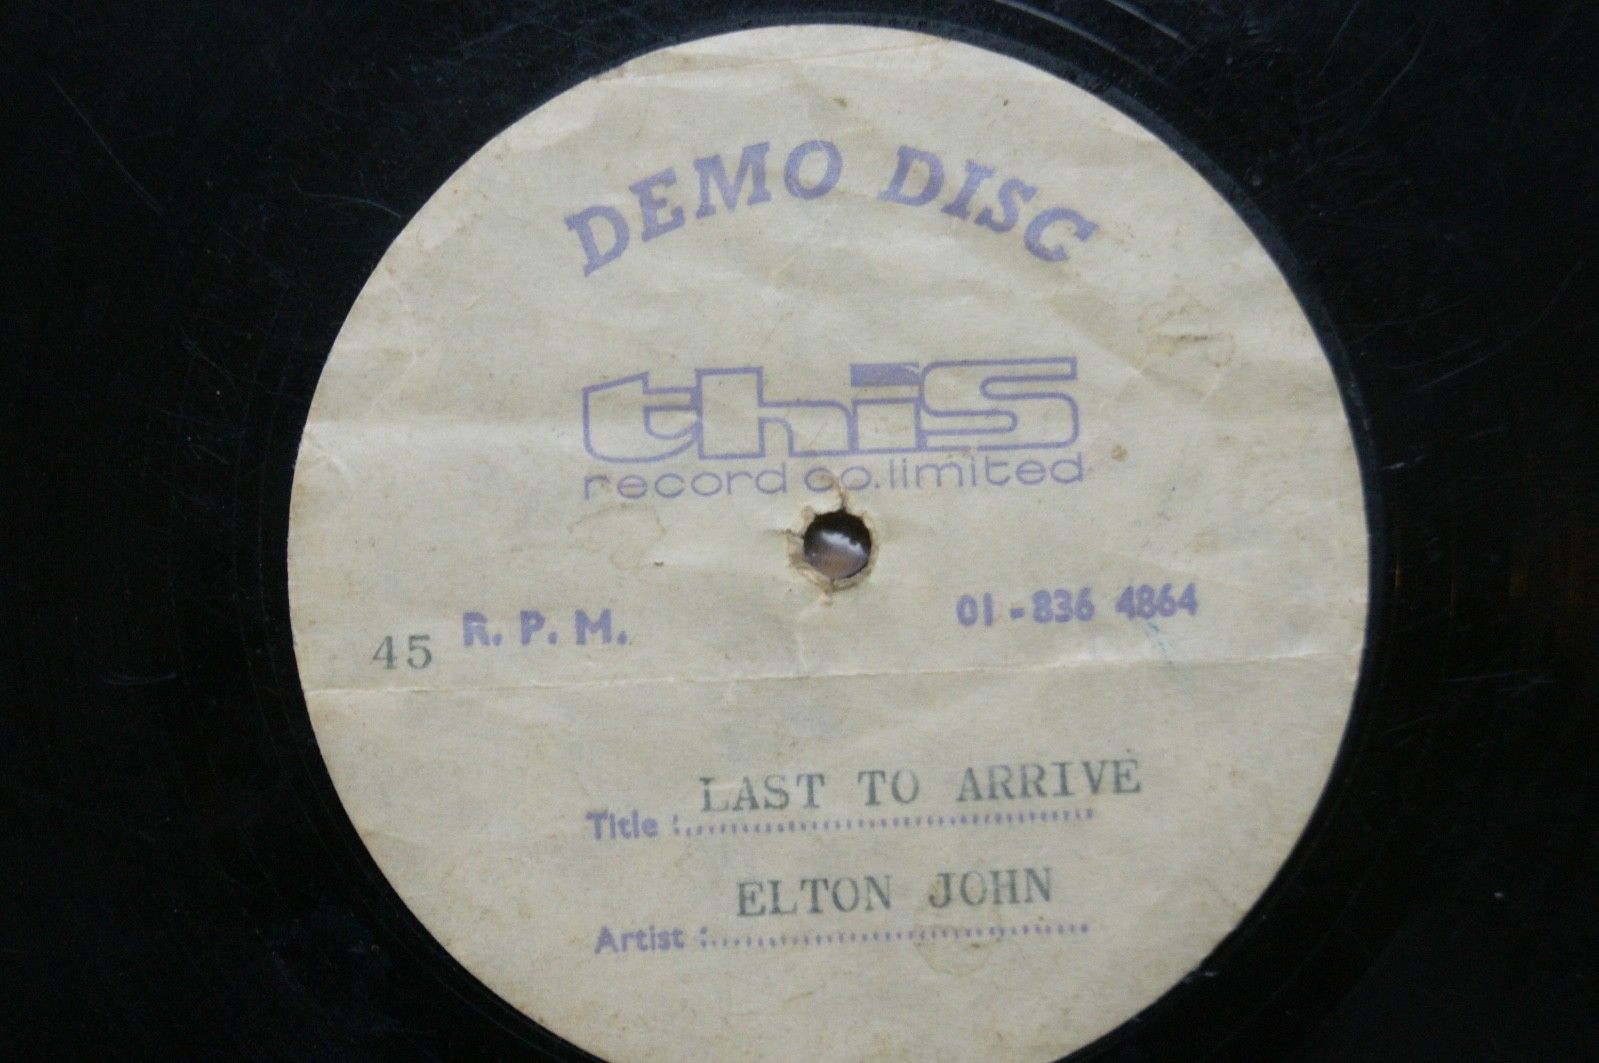 DEMO DISC
this
record co. limited
45 R. P. M.
01-836 4864
LAST TO ARRIVE
Title :
ELTON JOHN
Artist :